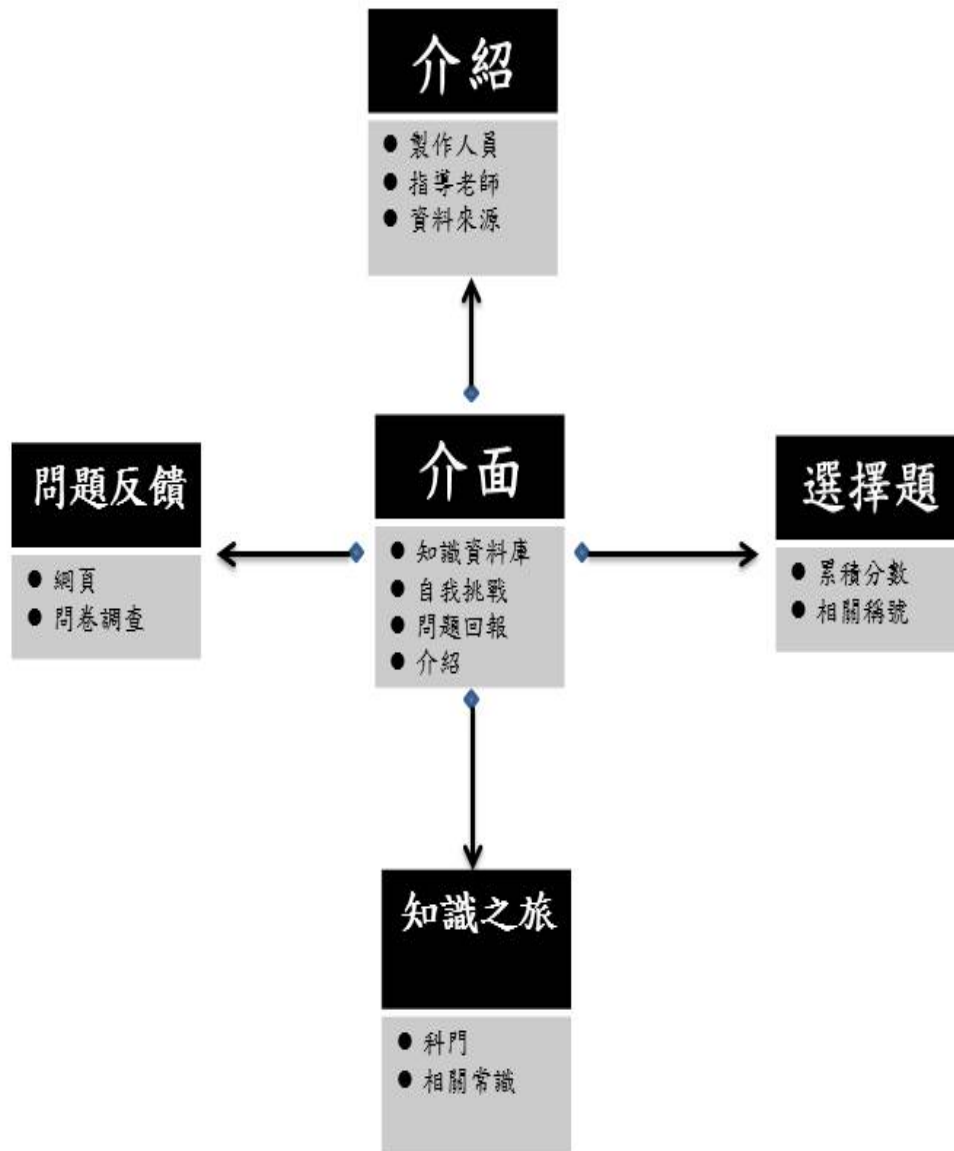 介紹
製作人員
指導老師
資料來源
問題反饋
網頁
問卷調查
介面
知識資料庫
自我挑戰
問題回報
介紹
選擇題
累積分數
相關稱號
知識之旅
科門
相關常識